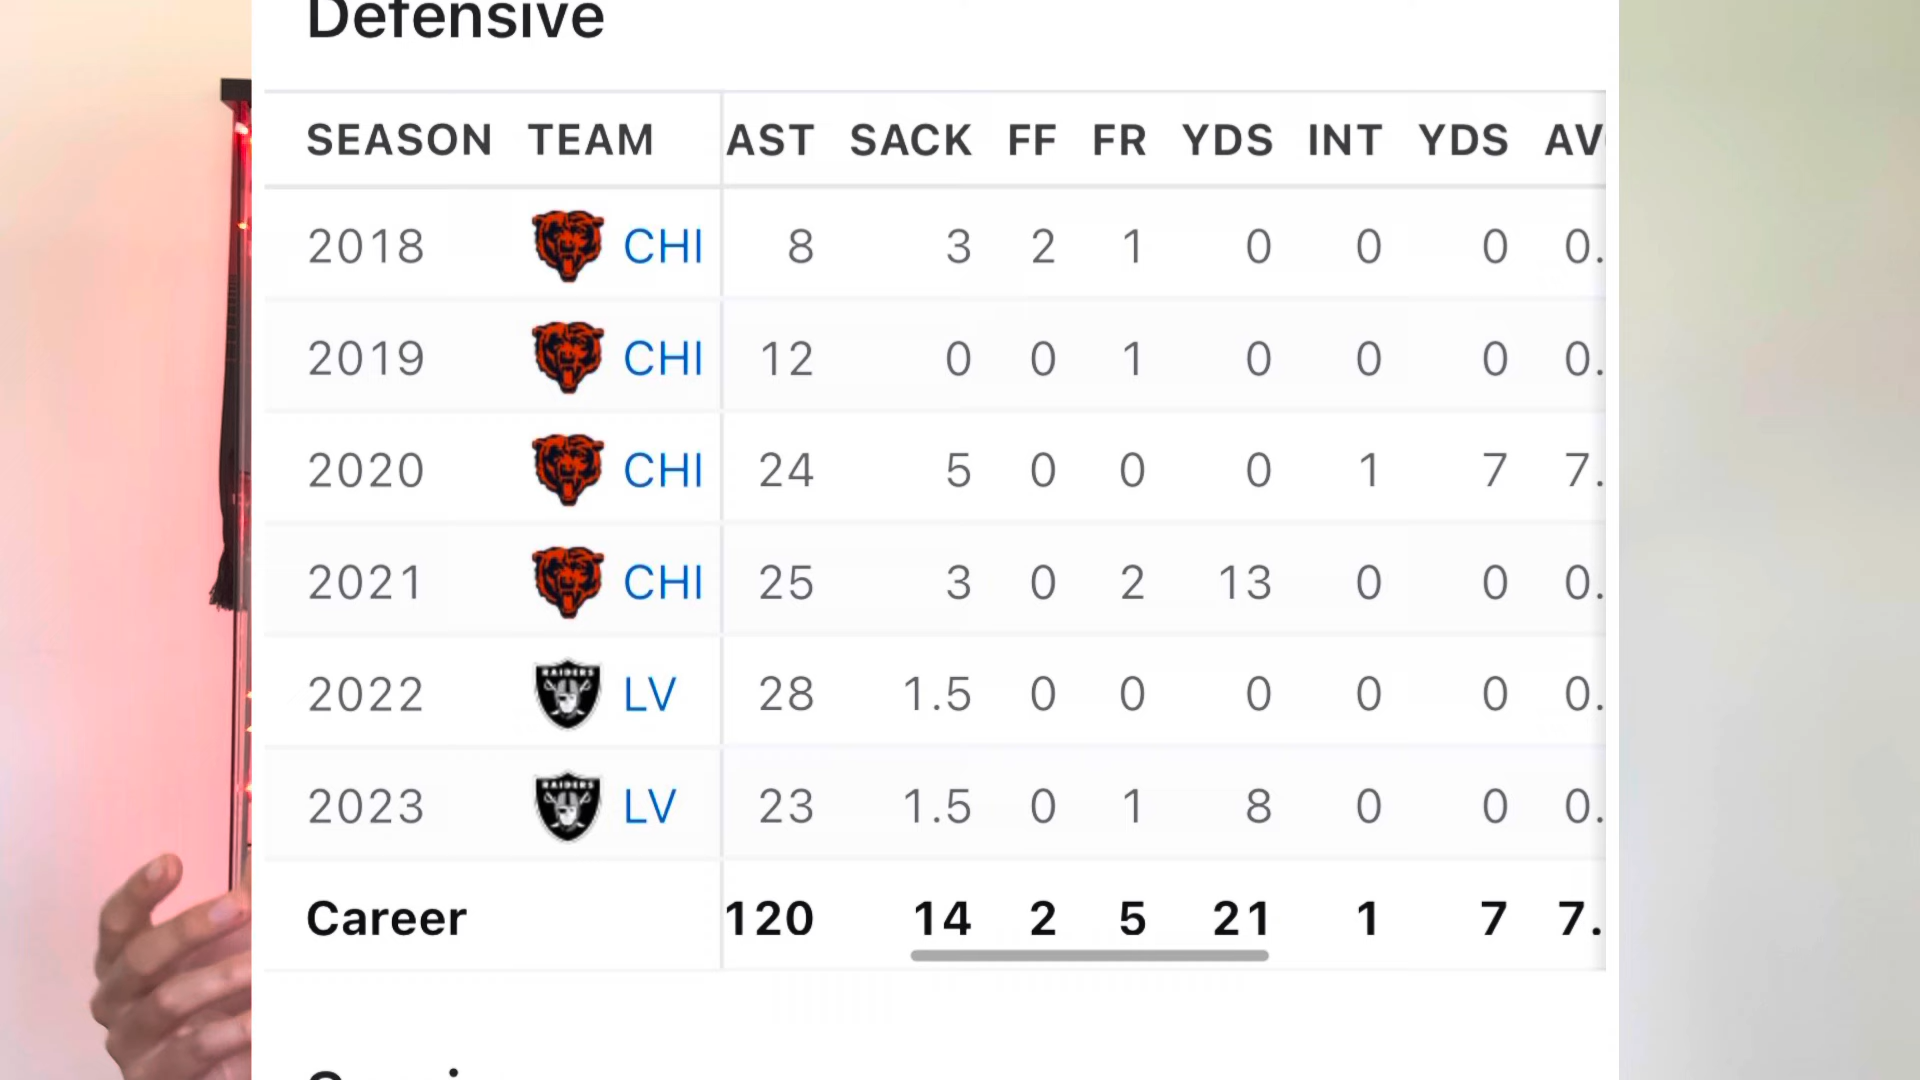 Defensive
SEASON TEAM AST SACK FF FR YDS INT YDS
2018 CHI 8 3 2 1 0 0 0 0.
2019 CHI 12 0 0 1 0 0 0 0.
2020 CHI 24 5 0 0 0 1 7 7.
2021 CHI 25 3 0 2 13 0 0 0.
2022 RAIDERS LV 28 1.5 0 0 0 0 0 0.
2023 RAIDERS LV 23 1.5 0 1 8 0 0 0.
Career 120 14 2 5 21 1 7 7.